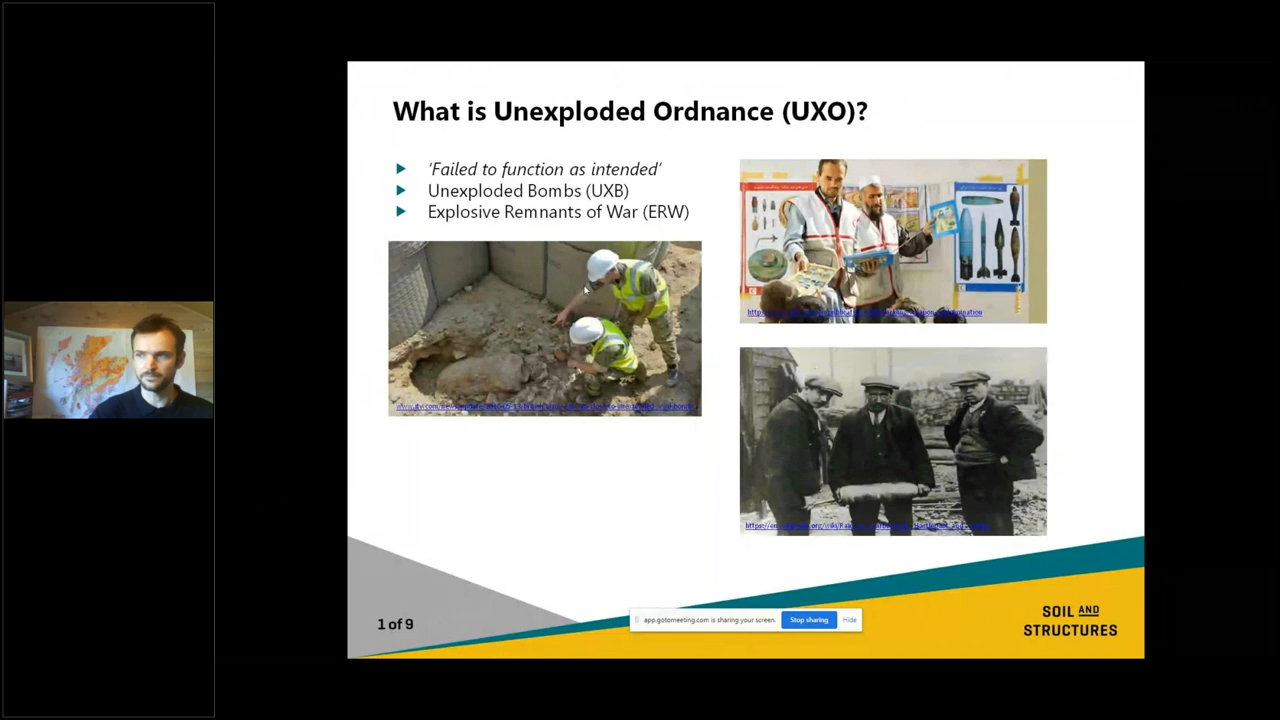 What is Unexploded Ordnance (UXO)?
‘Failed to function as intended’
Unexploded Bombs (UXB)
Explosive Remnants of War (ERW)
1 of 9
app.gotomeeting.com is sharing your screen.
Stop sharing
Hide
SOIL AND
STRUCTURES